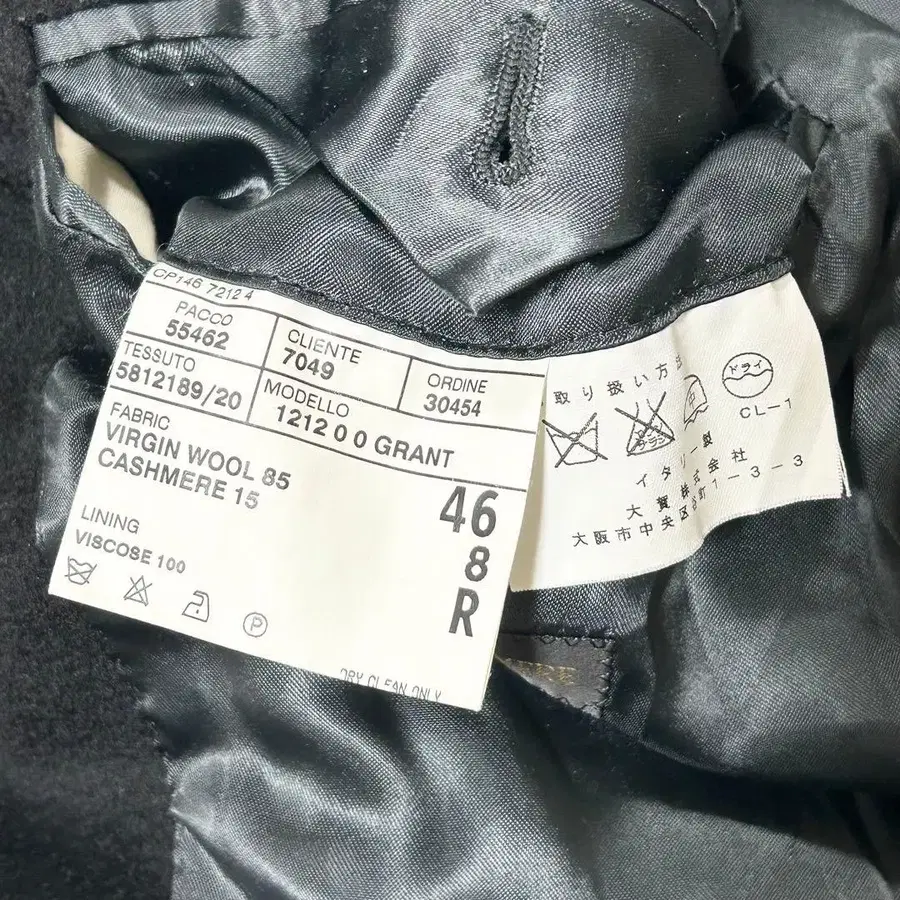 CP146 7212 4
PACCO
55462
CLIENTE
7049
ORDINE
30454
TESSUTO
5812189/20
MODELLO
1212 0 0 GRANT
FABRIC
VIRGIN WOOL 85
CASHMERE 15
LINING
VISCOSE 100
46
8
R
P
DRY CLEAN ONLY
取り扱い方法
ドライ
CL-1
イタリー製
大賀株式会社
大阪市中央区谷町1-3-3